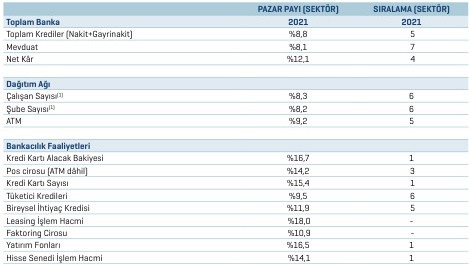 PAZAR PAYI (SEKTÖR) SIRALAMA (SEKTÖR)
Toplam Banka 2021 2021
Toplam Krediler (Nakit+Gayrinakit) %8,8 5
Mevduat %8,1 7
Net Kâr %12,1 4
Dağıtım Ağı
Çalışan Sayısı(1) %8,3 6
Şube Sayısı(1) %8,2 6
ATM %9,2 5
Bankacılık Faaliyetleri
Kredi Kartı Alacak Bakiyesi %16,7 1
Pos cirosu (ATM dâhil) %14,2 3
Kredi Kartı Sayısı %15,4 1
Tüketici Kredileri %9,5 6
Bireysel İhtiyaç Kredisi %11,9 5
Leasing İşlem Hacmi %18,0 -
Faktoring Cirosu %10,9 -
Yatırım Fonları %16,5 1
Hisse Senedi İşlem Hacmi %14,1 1